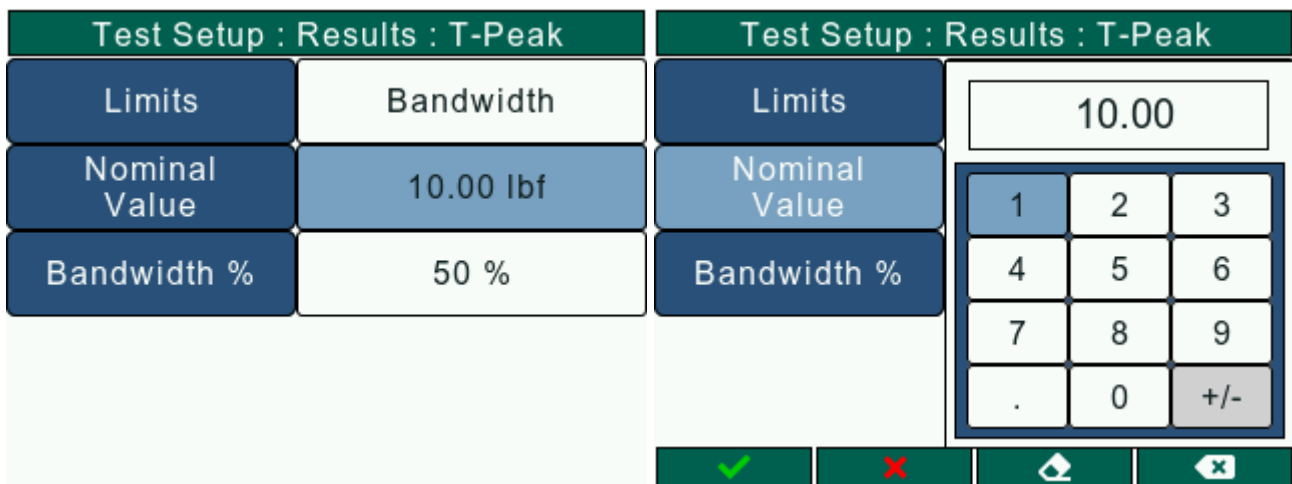 Test Setup : Results : T-Peak
Limits
Bandwidth
Nominal
Value
10.00 lbf
Bandwidth %
50 %
Test Setup : Results : T-Peak
Limits
Nominal
Value
Bandwidth %
10.00
1 2 3
4 5 6
7 8 9
. 0 +/-